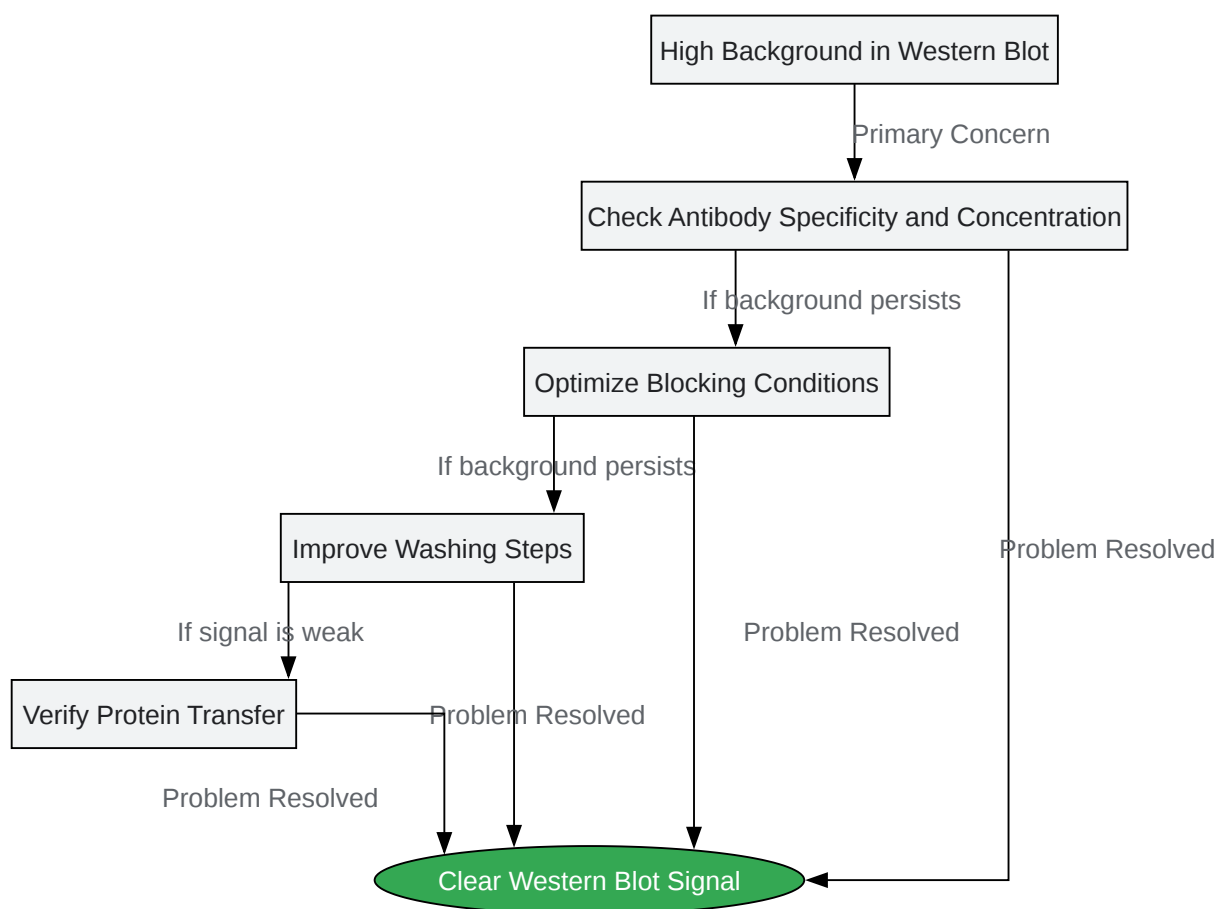 High Background in Western Blot
Primary Concern
Check Antibody Specificity and Concentration
If background persists
Optimize Blocking Conditions
If background persists
Improve Washing Steps
Problem Resolved
If signal is weak
Problem Resolved
Verify Protein Transfer
Problem Resolved
Problem Resolved
Clear Western Blot Signal